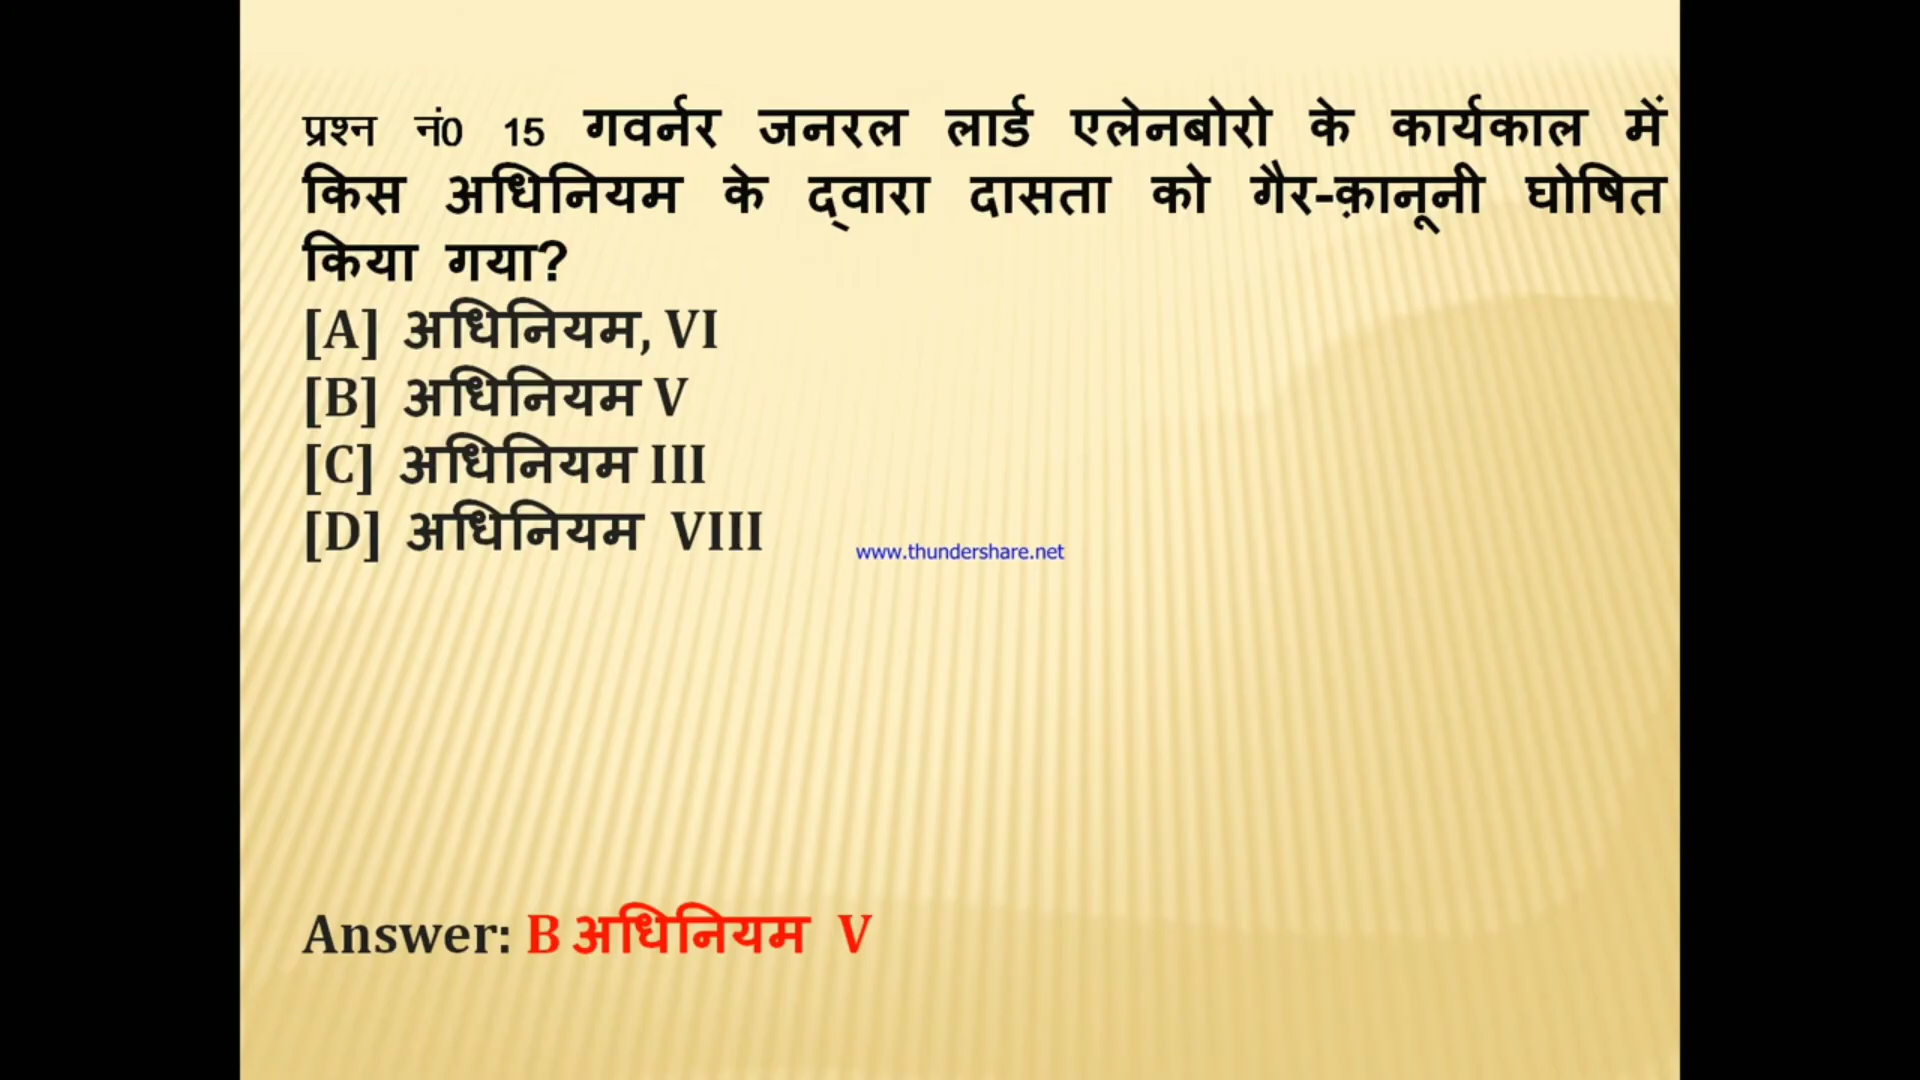 प्रश्न नं0 15 गवर्नर जनरल लार्ड एलेनबोरो के कार्यकाल में
किस अधिनियम के द्वारा दासता को गैर-क़ानूनी घोषित
किया गया?
[A] अधिनियम, VI
[B] अधिनियम V
[C] अधिनियम III
[D] अधिनियम VIII
www.thundershare.net
Answer: B अधिनियम V